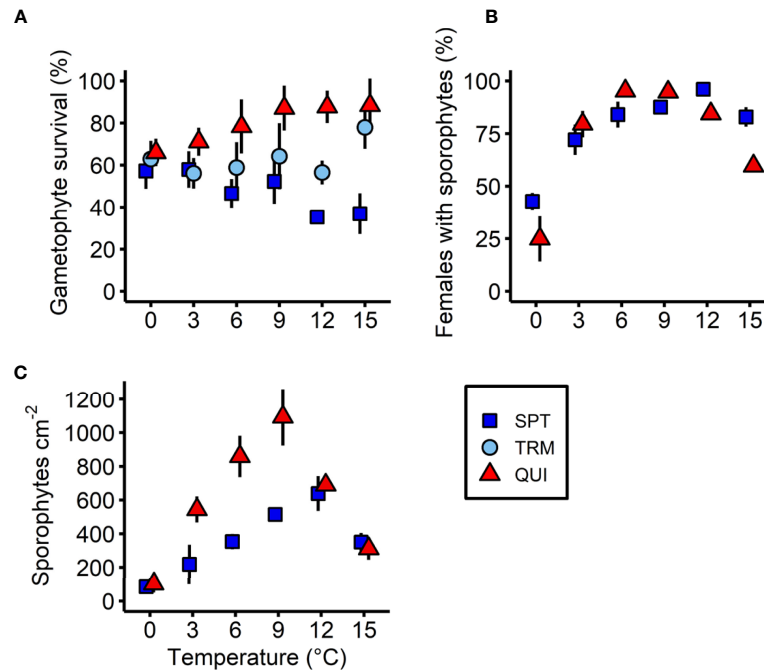 A
Gametophyte survival (%)
100
80
60
40
20
0
0 3 6 9 12 15
B
Females with sporophytes (%)
100
75
50
25
0
0 3 6 9 12 15
C
Sporophytes cm⁻²
1200
1000
800
600
400
200
0
0 3 6 9 12 15
Temperature (°C)
SPT
TRM
QUI